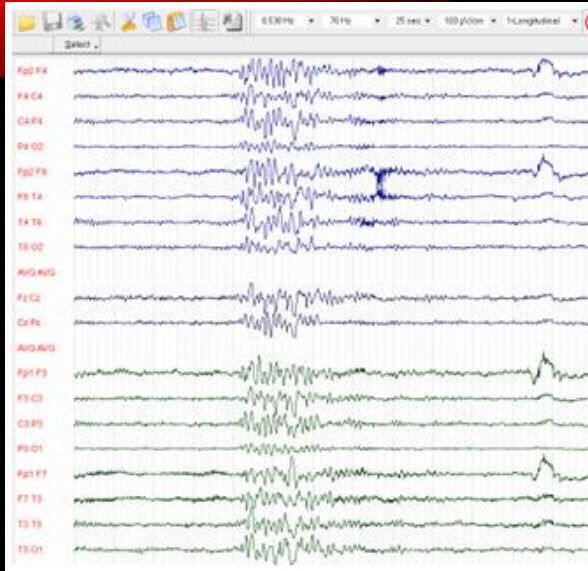 0.530 Hz 70 Hz 25 sec 100 µV/cm 1-Longitudinal
Select
Fp2 F4
F4 C4
C4 P4
P4 O2
Fp2 F8
F8 T4
T4 T6
T6 O2
AVG AVG
Fz Cz
Cz Pz
AVG AVG
Fp1 F3
F3 C3
C3 P3
P3 O1
Fp1 F7
F7 T3
T3 T5
T5 O1